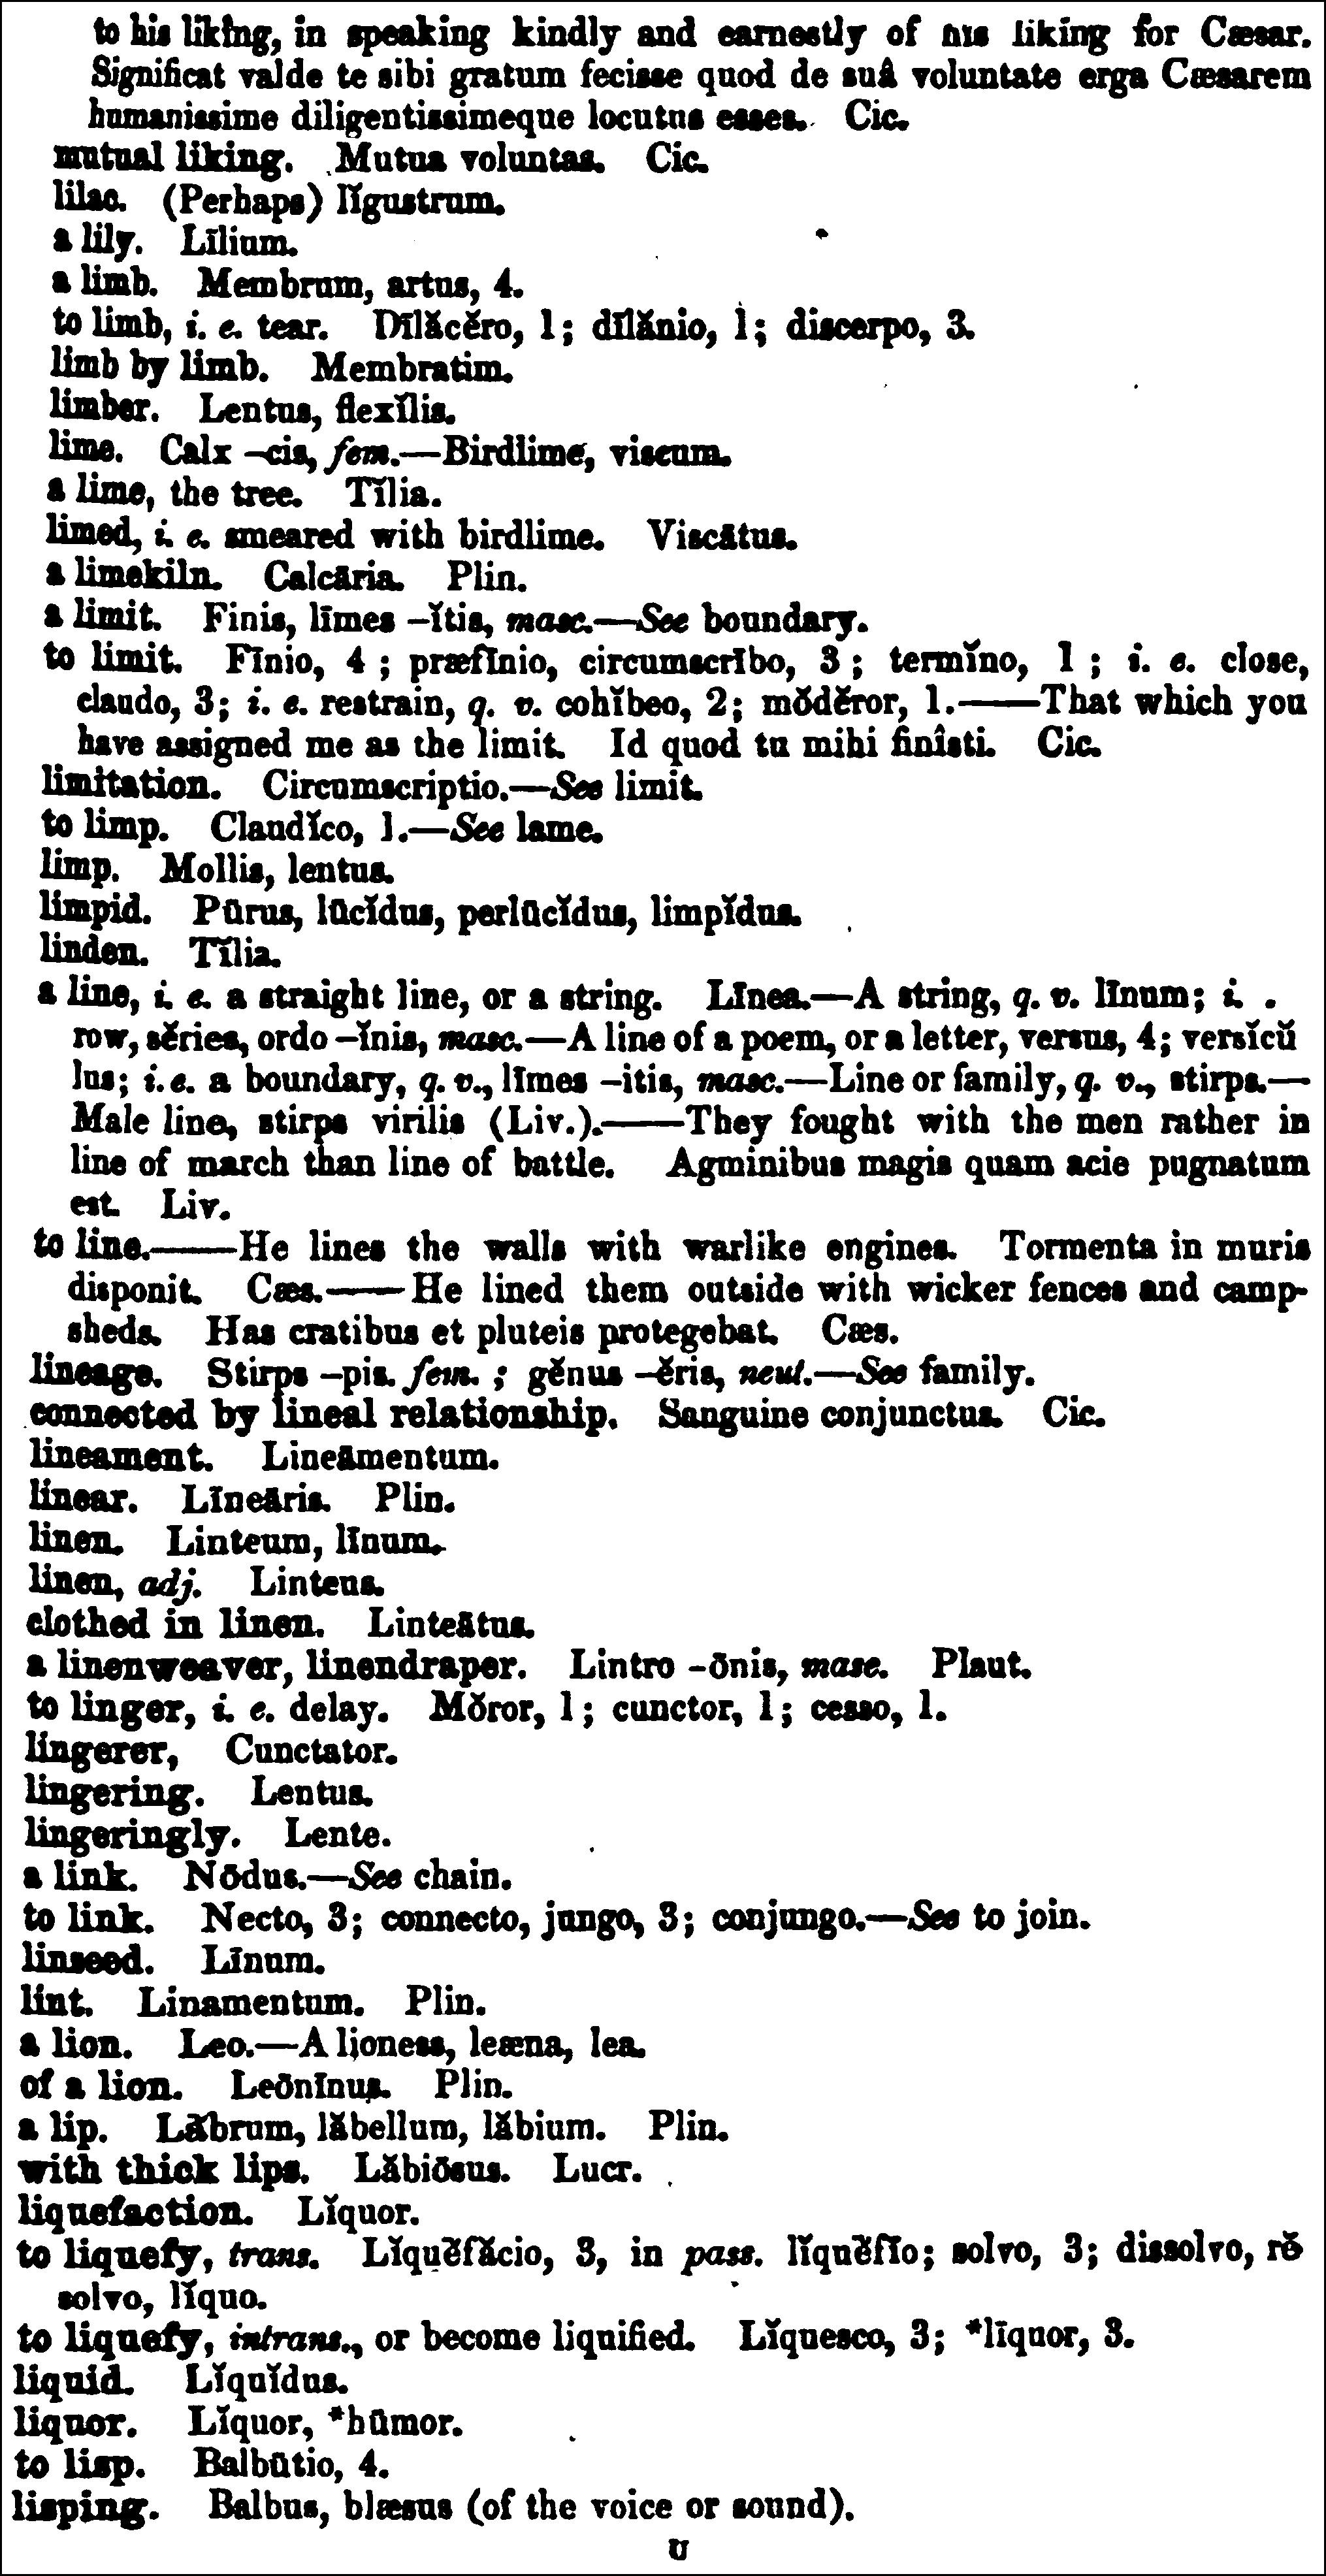 to his liking, in speaking kindly and earnestly of his liking for Cæsar.
Significat valde te sibi gratum fecisse quod de suâ voluntate erga Cæsarem
humanissime diligentissimeque locutus esses. Cic.
mutual liking. Mutua voluntas. Cic.
lilac. (Perhaps) lĭgustrum.
a lily. Līlium.
a limb. Membrum, artus, 4.
to limb, i. e. tear. Dīlăcĕro, 1; dīlănio, 1; discerpo, 3.
limb by limb. Membratim.
limber. Lentus, flexĭlis.
lime. Calx –cis, fem.—Birdlime, viscum.
a lime, the tree. Tĭlia.
limed, i. e. smeared with birdlime. Viscātus.
a limekiln. Calcāria. Plin.
a limit. Finis, līmes –ĭtis, masc.—See boundary.
to limit. Fīnio, 4; præfīnio, circumscrībo, 3; termĭno, 1; i. e. close,
claudo, 3; i. e. restrain, q. v. cohĭbeo, 2; mŏdĕror, 1.——That which you
have assigned me as the limit. Id quod tu mihi finîsti. Cic.
limitation. Circumscriptio.—See limit.
to limp. Claudĭco, 1.—See lame.
limp. Mollis, lentus.
limpid. Pūrus, lūcĭdus, perlūcĭdus, limpĭdus.
linden. Tĭlia.
a line, i. e. a straight line, or a string. Līnea.—A string, q. v. līnum; i. .
row, sĕries, ordo –ĭnis, masc.—A line of a poem, or a letter, versus, 4; versĭcŭ
lus; i. e. a boundary, q. v., līmes –itis, masc.—Line or family, q. v., stirps.—
Male line, stirps virilis (Liv.).——They fought with the men rather in
line of march than line of battle. Agminibus magis quam acie pugnatum
est. Liv.
to line.——He lines the walls with warlike engines. Tormenta in muris
disponit. Cæs.——He lined them outside with wicker fences and camp-
sheds. Has cratibus et pluteis protegebat. Cæs.
lineage. Stirps –pis. fem.; gĕnus –ĕris, neut.—See family.
connected by lineal relationship. Sanguine conjunctus. Cic.
lineament. Lineāmentum.
linear. Līneāris. Plin.
linen. Linteum, līnum.
linen, adj. Linteus.
clothed in linen. Linteātus.
a linenweaver, linendraper. Lintro –ōnis, masc. Plaut.
to linger, i. e. delay. Mŏror, 1; cunctor, 1; cesso, 1.
lingerer, Cunctator.
lingering. Lentus.
lingeringly. Lente.
a link. Nōdus.—See chain.
to link. Necto, 3; connecto, jungo, 3; conjungo.—See to join.
linseed. Līnum.
lint. Linamentum. Plin.
a lion. Leo.—A lioness, leæna, lea.
of a lion. Leōnīnus. Plin.
a lip. Lăbrum, lăbellum, lăbium. Plin.
with thick lips. Lăbiōsus. Lucr.
liquefaction. Lĭquor.
to liquefy, trans. Lĭquĕfăcio, 3, in pass. lĭquĕfīo; solvo, 3; dissolvo, rĕ
solvo, lĭquo.
to liquefy, intrans., or become liquified. Lĭquesco, 3; *līquor, 3.
liquid. Lĭquĭdus.
liquor. Lĭquor, *hūmor.
to lisp. Balbūtio, 4.
lisping. Balbus, blæsus (of the voice or sound).
U